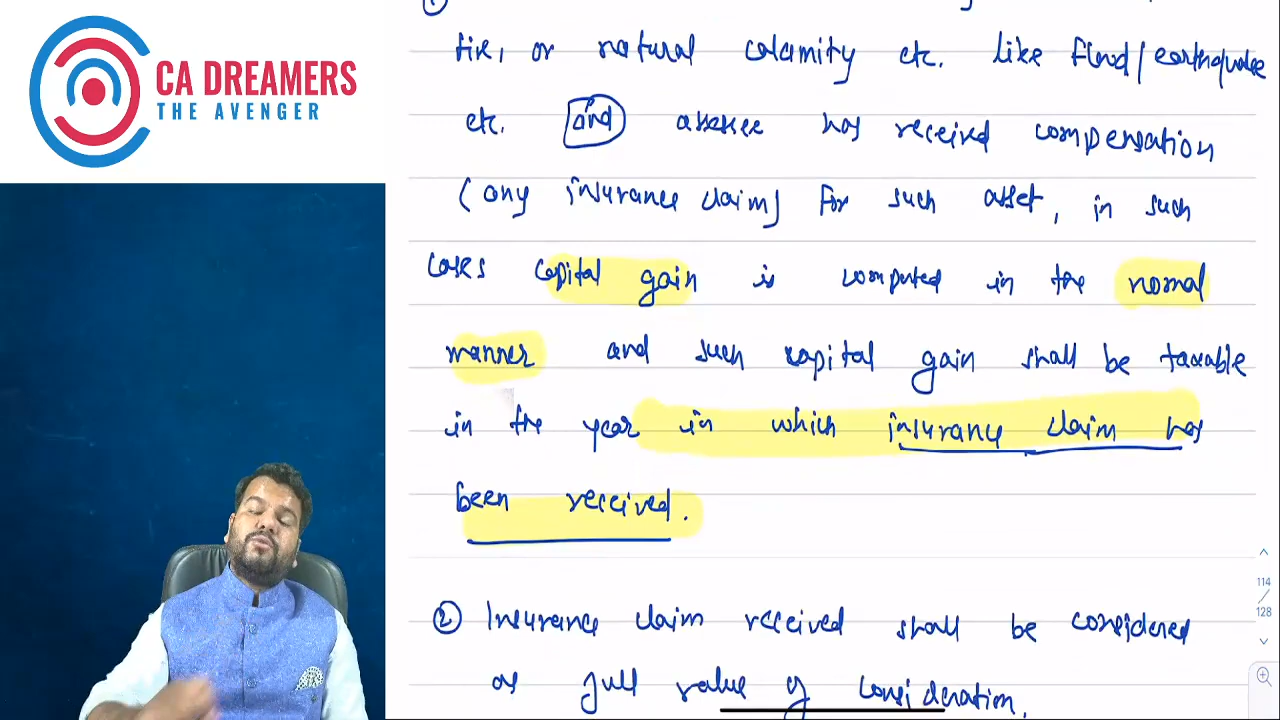 CA DREAMERS
THE AVENGER
fire, or natural calamity etc. like flood/earthquake
etc. and assessee has received compensation
(any insurance claim) for such asset, in such
cases capital gain is computed in the normal
manner and such capital gain shall be taxable
in the year in which insurance claim has
been received.
② Insurance claim received shall be considered
as full value of consideration.
114
/
128